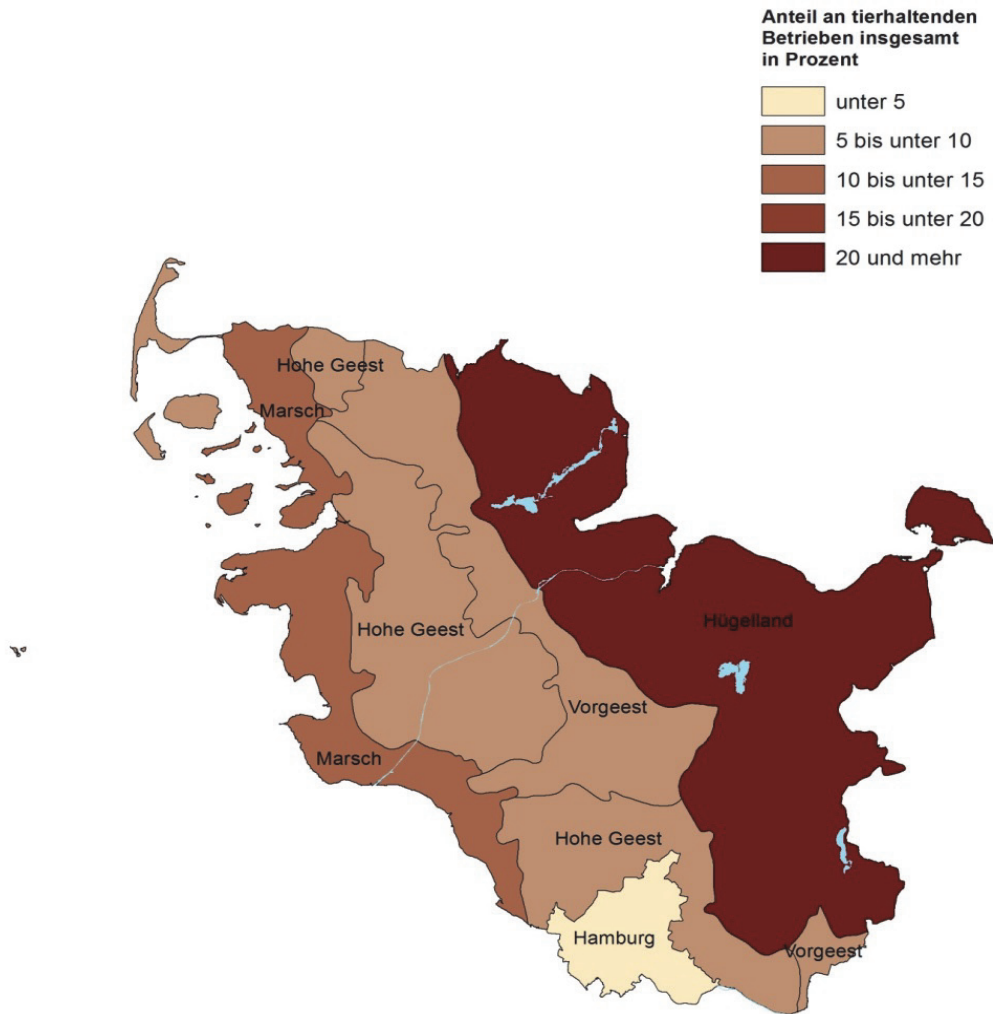 Anteil an tierhaltenden
Betrieben insgesamt
in Prozent
unter 5
5 bis unter 10
10 bis unter 15
15 bis unter 20
20 und mehr
Hohe Geest
Marsch
Hügelland
Hohe Geest
Vorgeest
Marsch
Hohe Geest
Hamburg
Vorgeest